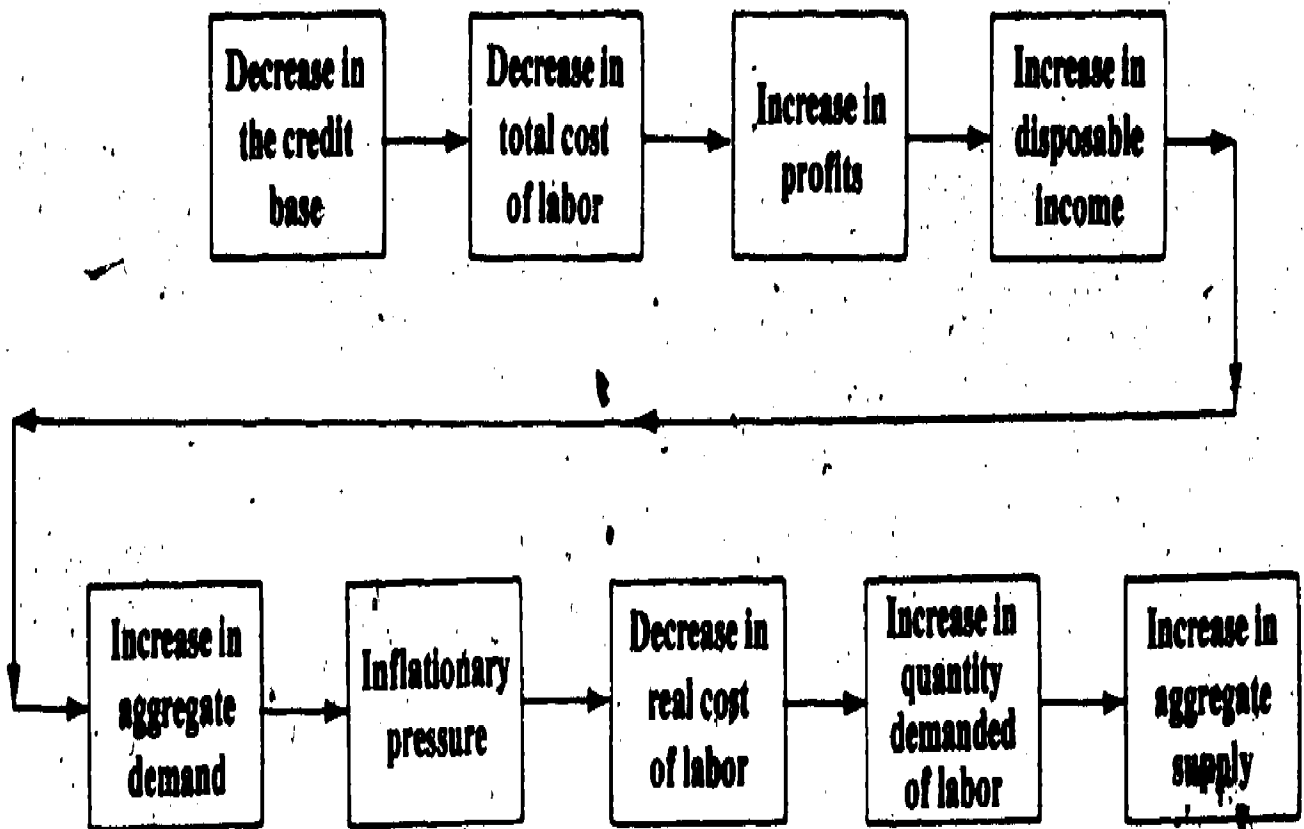 Decrease in
the credit
base
Decrease in
total cost
of labor
Increase in
profits
Increase in
disposable
income
Increase in
aggregate
demand
Inflationary
pressure
Decrease in
real cost
of labor
Increase in
quantity
demanded
of labor
Increase in
aggregate
supply